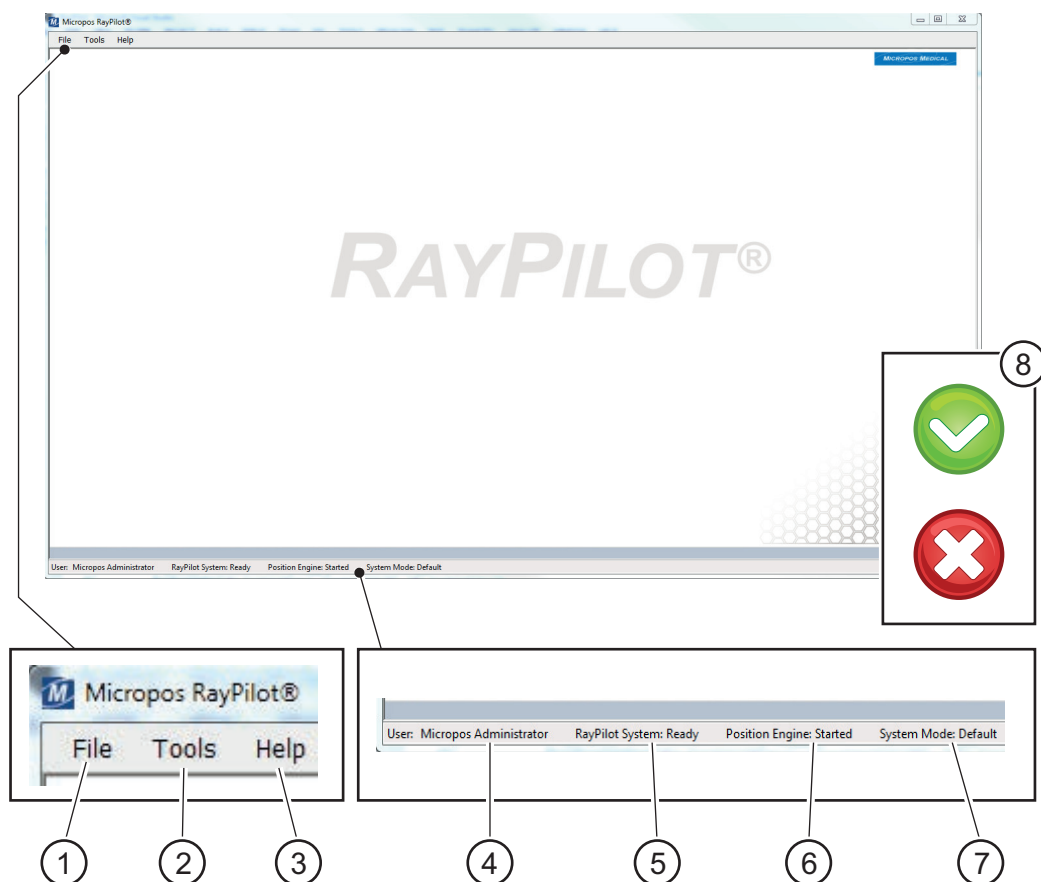 Micropos RayPilot®
File Tools Help
MICROPOS MEDICAL
RAYPILOT®
8
User: Micropos Administrator RayPilot System: Ready Position Engine: Started System Mode: Default
M Micropos RayPilot®
File Tools Help
User: Micropos Administrator RayPilot System: Ready Position Engine: Started System Mode: Default
1 2 3 4 5 6 7